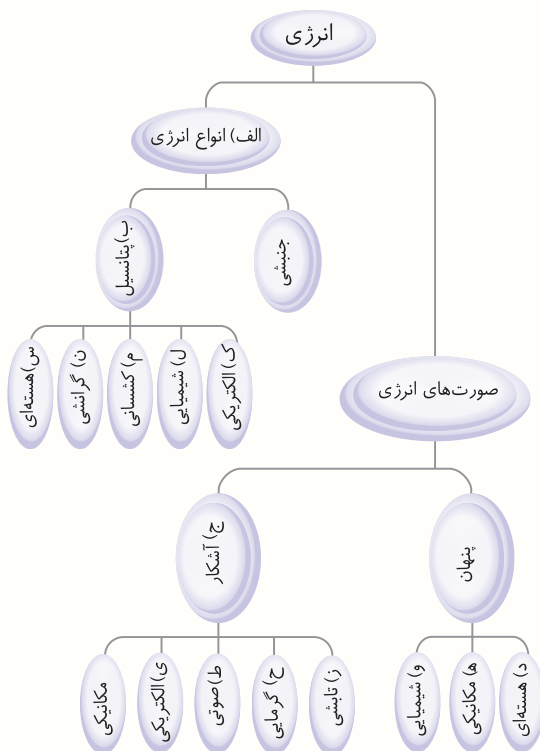 انرژی
الف) انواع انرژی
جنبشی
ب) پتانسیل
ک) الکتریکی
ل) شیمیایی
م) کشسانی
ن) گرانشی
س) هسته‌ای
صورت‌های انرژی
پنهان
ج) آشکار
د) هسته‌ای
ه) مکانیکی
و) شیمیایی
ز) تابشی
ح) گرمایی
ط) صوتی
ی) الکتریکی
مکانیکی